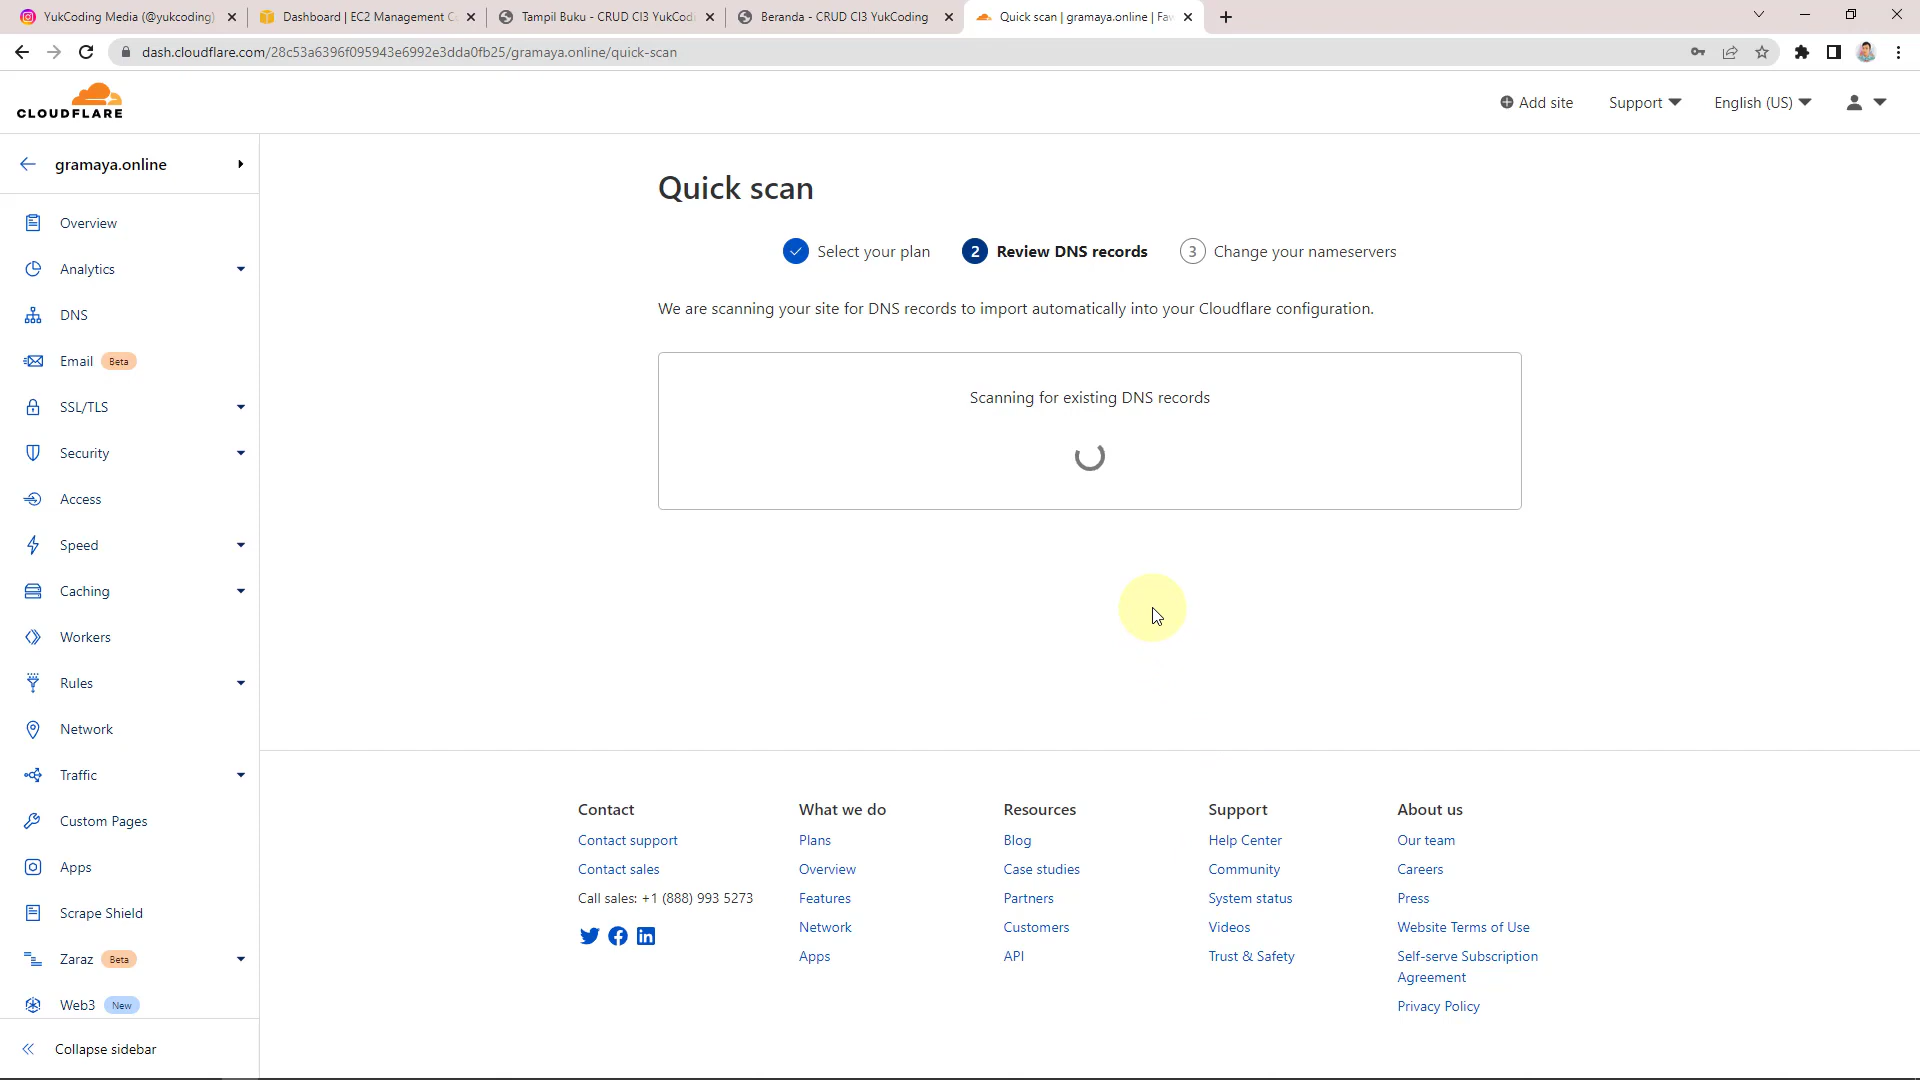 YukCoding Media (@yukcoding)
Dashboard | EC2 Management C
Tampil Buku - CRUD CI3 YukCodi
Beranda - CRUD CI3 YukCoding
Quick scan | gramaya.online | Faw
dash.cloudflare.com/28c53a6396f095943e6992e3dda0fb25/gramaya.online/quick-scan
CLOUDFLARE
Add site
Support
English (US)
gramaya.online
Overview
Analytics
DNS
Email Beta
SSL/TLS
Security
Access
Speed
Caching
Workers
Rules
Network
Traffic
Custom Pages
Apps
Scrape Shield
Zaraz Beta
Web3 New
Collapse sidebar
Quick scan
Select your plan
2 Review DNS records
3 Change your nameservers
We are scanning your site for DNS records to import automatically into your Cloudflare configuration.
Scanning for existing DNS records
Contact
Contact support
Contact sales
Call sales: +1 (888) 993 5273
What we do
Plans
Overview
Features
Network
Apps
Resources
Blog
Case studies
Partners
Customers
API
Support
Help Center
Community
System status
Videos
Trust & Safety
About us
Our team
Careers
Press
Website Terms of Use
Self-serve Subscription
Agreement
Privacy Policy